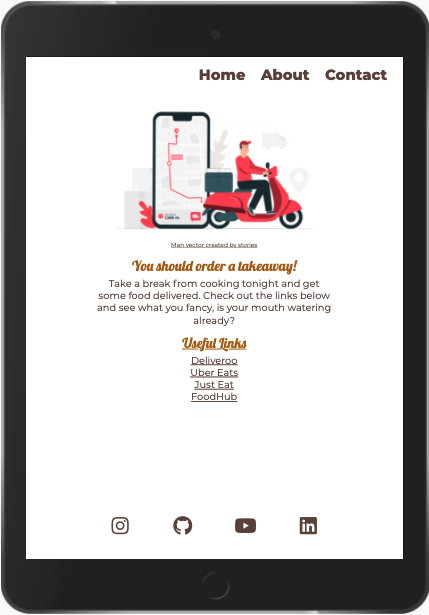 Home About Contact
Man vector created by stories
You should order a takeaway!
Take a break from cooking tonight and get
some food delivered. Check out the links below
and see what you fancy, is your mouth watering
already?
Useful Links
Deliveroo
Uber Eats
Just Eat
FoodHub
in